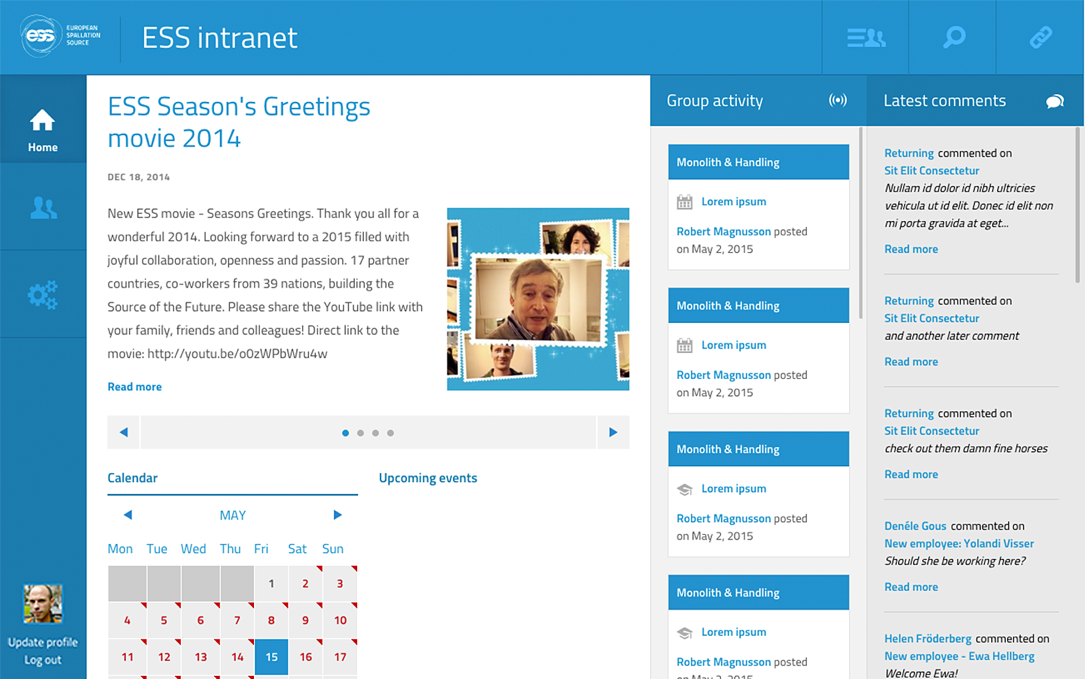 ess
EUROPEAN
SPALLATION
SOURCE
ESS intranet
Home
Update profile
Log out
ESS Season's Greetings
movie 2014
DEC 18, 2014
New ESS movie - Seasons Greetings. Thank you all for a
wonderful 2014. Looking forward to a 2015 filled with
joyful collaboration, openness and passion. 17 partner
countries, co-workers from 39 nations, building the
Source of the Future. Please share the YouTube link with
your family, friends and colleagues! Direct link to the
movie: http://youtu.be/o0zWPbWru4w
Read more
Calendar
MAY
Mon Tue Wed Thu Fri Sat Sun
1 2 3
4 5 6 7 8 9 10
11 12 13 14 15 16 17
Upcoming events
Group activity
Monolith & Handling
Lorem ipsum
Robert Magnusson posted
on May 2, 2015
Monolith & Handling
Lorem ipsum
Robert Magnusson posted
on May 2, 2015
Monolith & Handling
Lorem ipsum
Robert Magnusson posted
on May 2, 2015
Monolith & Handling
Lorem ipsum
Robert Magnusson posted
on May 2, 2015
Latest comments
Returning commented on
Sit Elit Consectetur
Nullam id dolor id nibh ultricies
vehicula ut id elit. Donec id elit non
mi porta gravida at eget...
Read more
Returning commented on
Sit Elit Consectetur
and another later comment
Read more
Returning commented on
Sit Elit Consectetur
check out them damn fine horses
Read more
Denéle Gous commented on
New employee: Yolandi Visser
Should she be working here?
Read more
Helen Fröderberg commented on
New employee - Ewa Hellberg
Welcome Ewa!